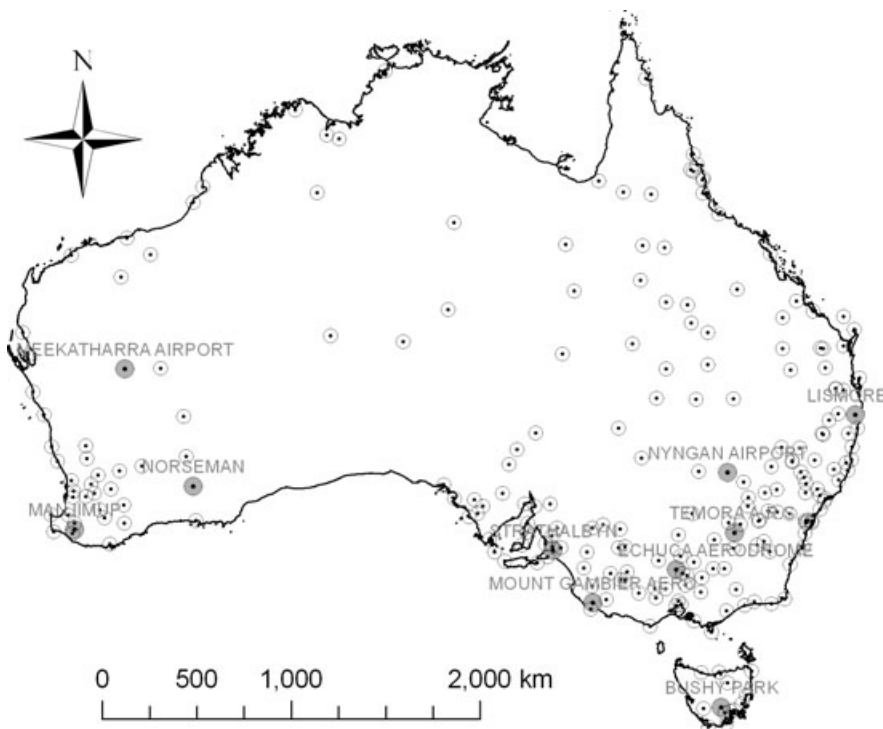 N
MEEKATHARRA AIRPORT
LISMORE
NORSEMAN
NYNGAN AIRPORT
MANJIMUP
TEMORA A.R.S
STRATHALBYN
ECHUCA AERODROME
MOUNT GAMBIER AERO
BUSHY PARK
0 500 1,000 2,000 km